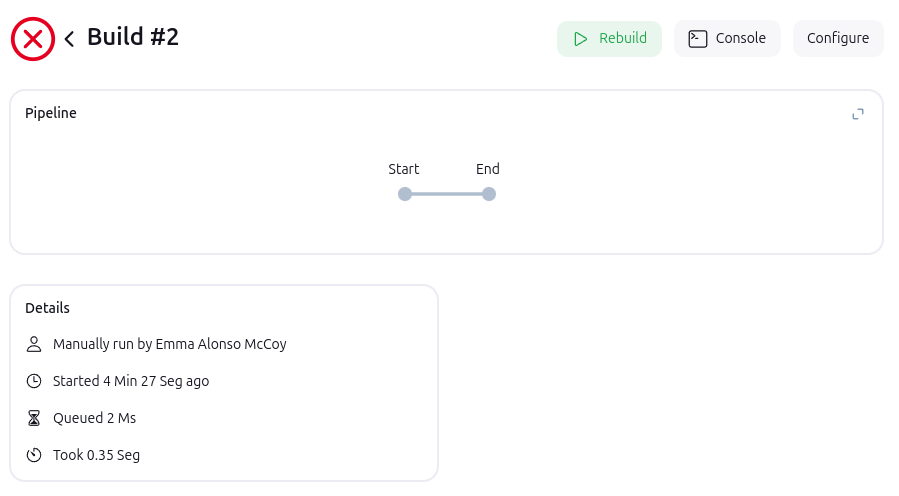 Build #2
Rebuild
Console
Configure
Pipeline
Start
End
Details
Manually run by Emma Alonso McCoy
Started 4 Min 27 Seg ago
Queued 2 Ms
Took 0.35 Seg